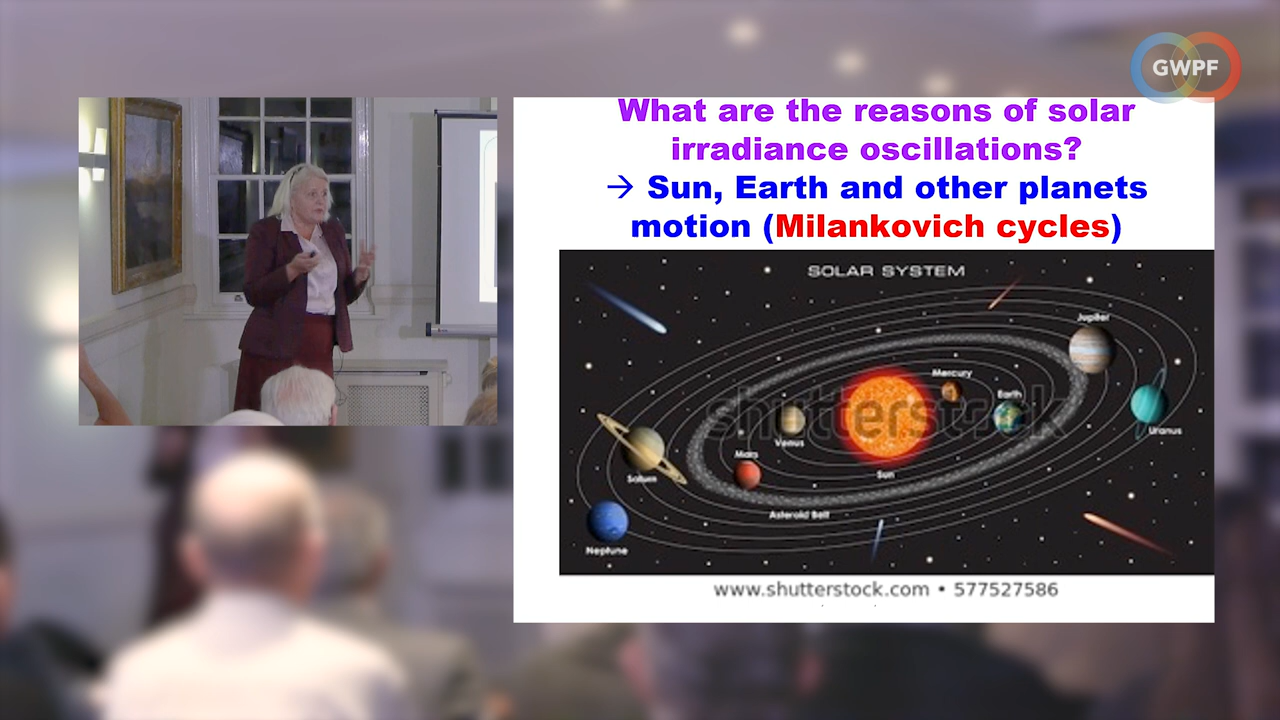 GWPF
What are the reasons of solar
irradiance oscillations?
→ Sun, Earth and other planets
motion (Milankovich cycles)
SOLAR SYSTEM
Jupiter
Mercury
Earth
shutterstock
Uranus
Venus
Mars
Sun
Saturn
Asteroid Belt
Neptune
www.shutterstock.com • 577527586